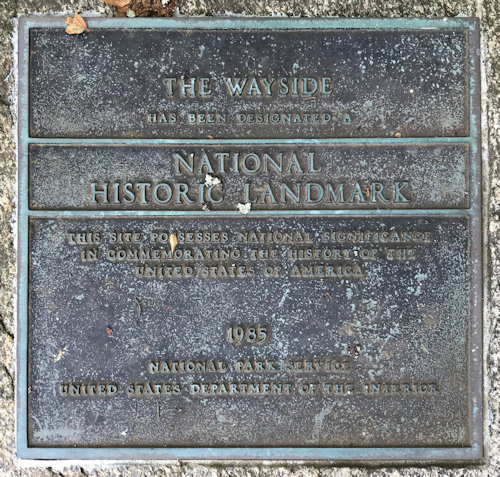 THE WAYSIDE
HAS BEEN DESIGNATED A
NATIONAL
HISTORIC LANDMARK
THIS SITE POSSESSES NATIONAL SIGNIFICANCE
IN COMMEMORATING THE HISTORY OF THE
UNITED STATES OF AMERICA
1985
NATIONAL PARK SERVICE
UNITED STATES DEPARTMENT OF THE INTERIOR